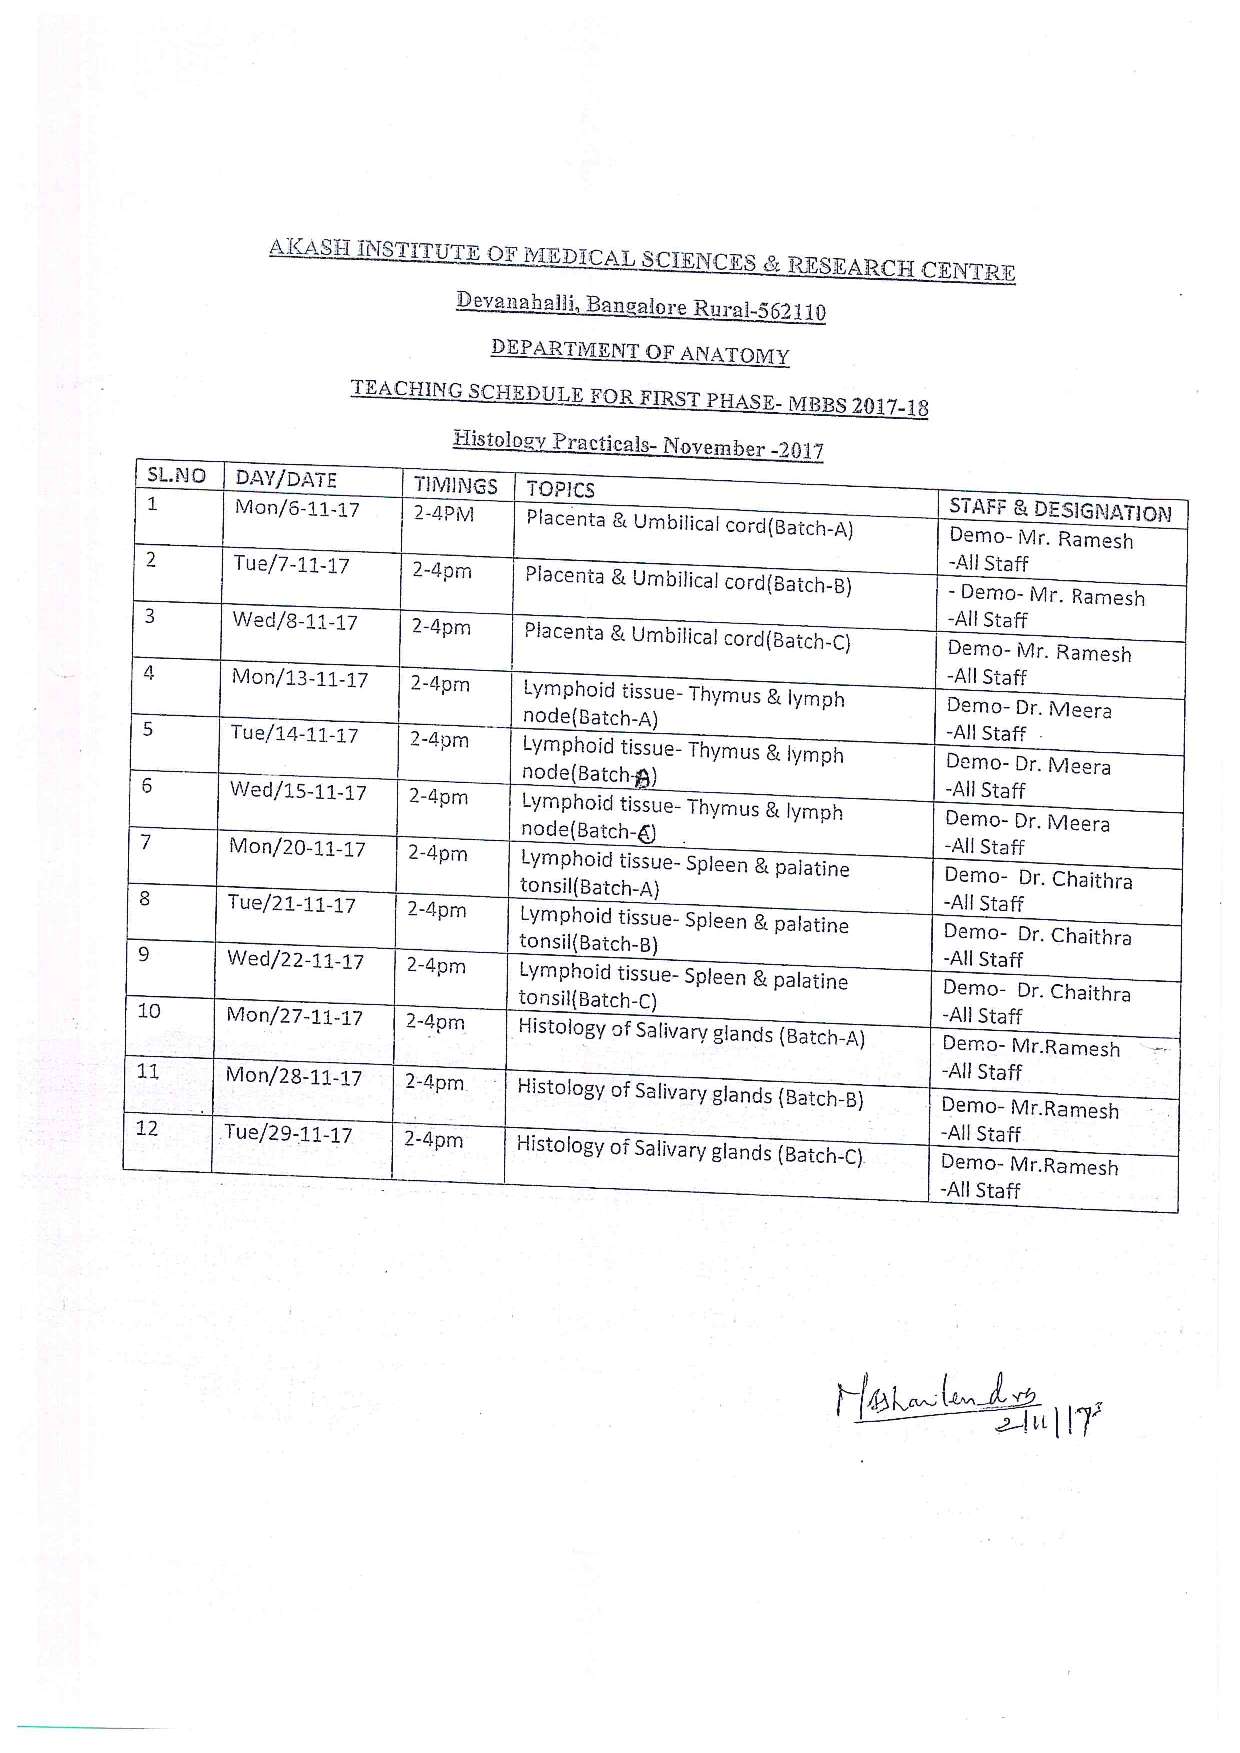 AKASH INSTITUTE OF MEDICAL SCIENCES & RESEARCH CENTRE
Devanahalli, Bangalore Rural-562110
DEPARTMENT OF ANATOMY
TEACHING SCHEDULE FOR FIRST PHASE- MBBS 2017-18
Histology Practicals- November -2017
SL.NO DAY/DATE TIMINGS TOPICS STAFF & DESIGNATION
1 Mon/6-11-17 2-4PM Placenta & Umbilical cord(Batch-A) Demo- Mr. Ramesh
-All Staff
2 Tue/7-11-17 2-4pm Placenta & Umbilical cord(Batch-B) - Demo- Mr. Ramesh
-All Staff
3 Wed/8-11-17 2-4pm Placenta & Umbilical cord(Batch-C) Demo- Mr. Ramesh
-All Staff
4 Mon/13-11-17 2-4pm Lymphoid tissue- Thymus & lymph Demo- Dr. Meera
node(Batch-A) -All Staff
5 Tue/14-11-17 2-4pm Lymphoid tissue- Thymus & lymph Demo- Dr. Meera
node(Batch-B) -All Staff
6 Wed/15-11-17 2-4pm Lymphoid tissue- Thymus & lymph Demo- Dr. Meera
node(Batch-C) -All Staff
7 Mon/20-11-17 2-4pm Lymphoid tissue- Spleen & palatine Demo- Dr. Chaithra
tonsil(Batch-A) -All Staff
8 Tue/21-11-17 2-4pm Lymphoid tissue- Spleen & palatine Demo- Dr. Chaithra
tonsil(Batch-B) -All Staff
9 Wed/22-11-17 2-4pm Lymphoid tissue- Spleen & palatine Demo- Dr. Chaithra
tonsil(Batch-C) -All Staff
10 Mon/27-11-17 2-4pm Histology of Salivary glands (Batch-A) Demo- Mr.Ramesh
-All Staff
11 Mon/28-11-17 2-4pm Histology of Salivary glands (Batch-B) Demo- Mr.Ramesh
-All Staff
12 Tue/29-11-17 2-4pm Histology of Salivary glands (Batch-C) Demo- Mr.Ramesh
-All Staff
2/11/17